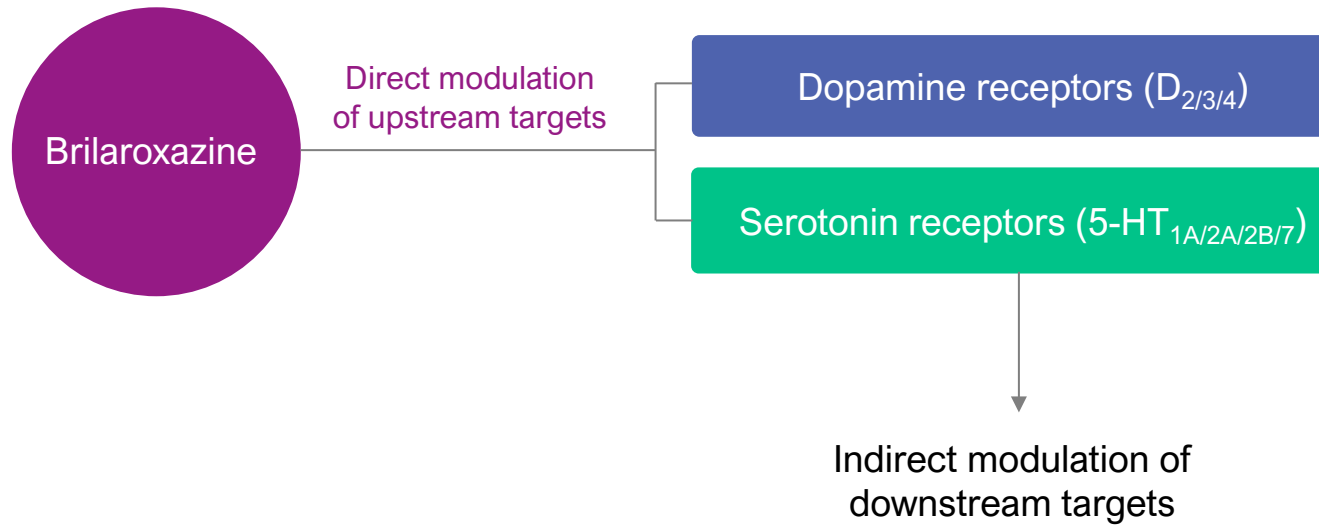 Brilaroxazine
Direct modulation
of upstream targets
Dopamine receptors (D2/3/4)
Serotonin receptors (5-HT1A/2A/2B/7)
Indirect modulation of
downstream targets